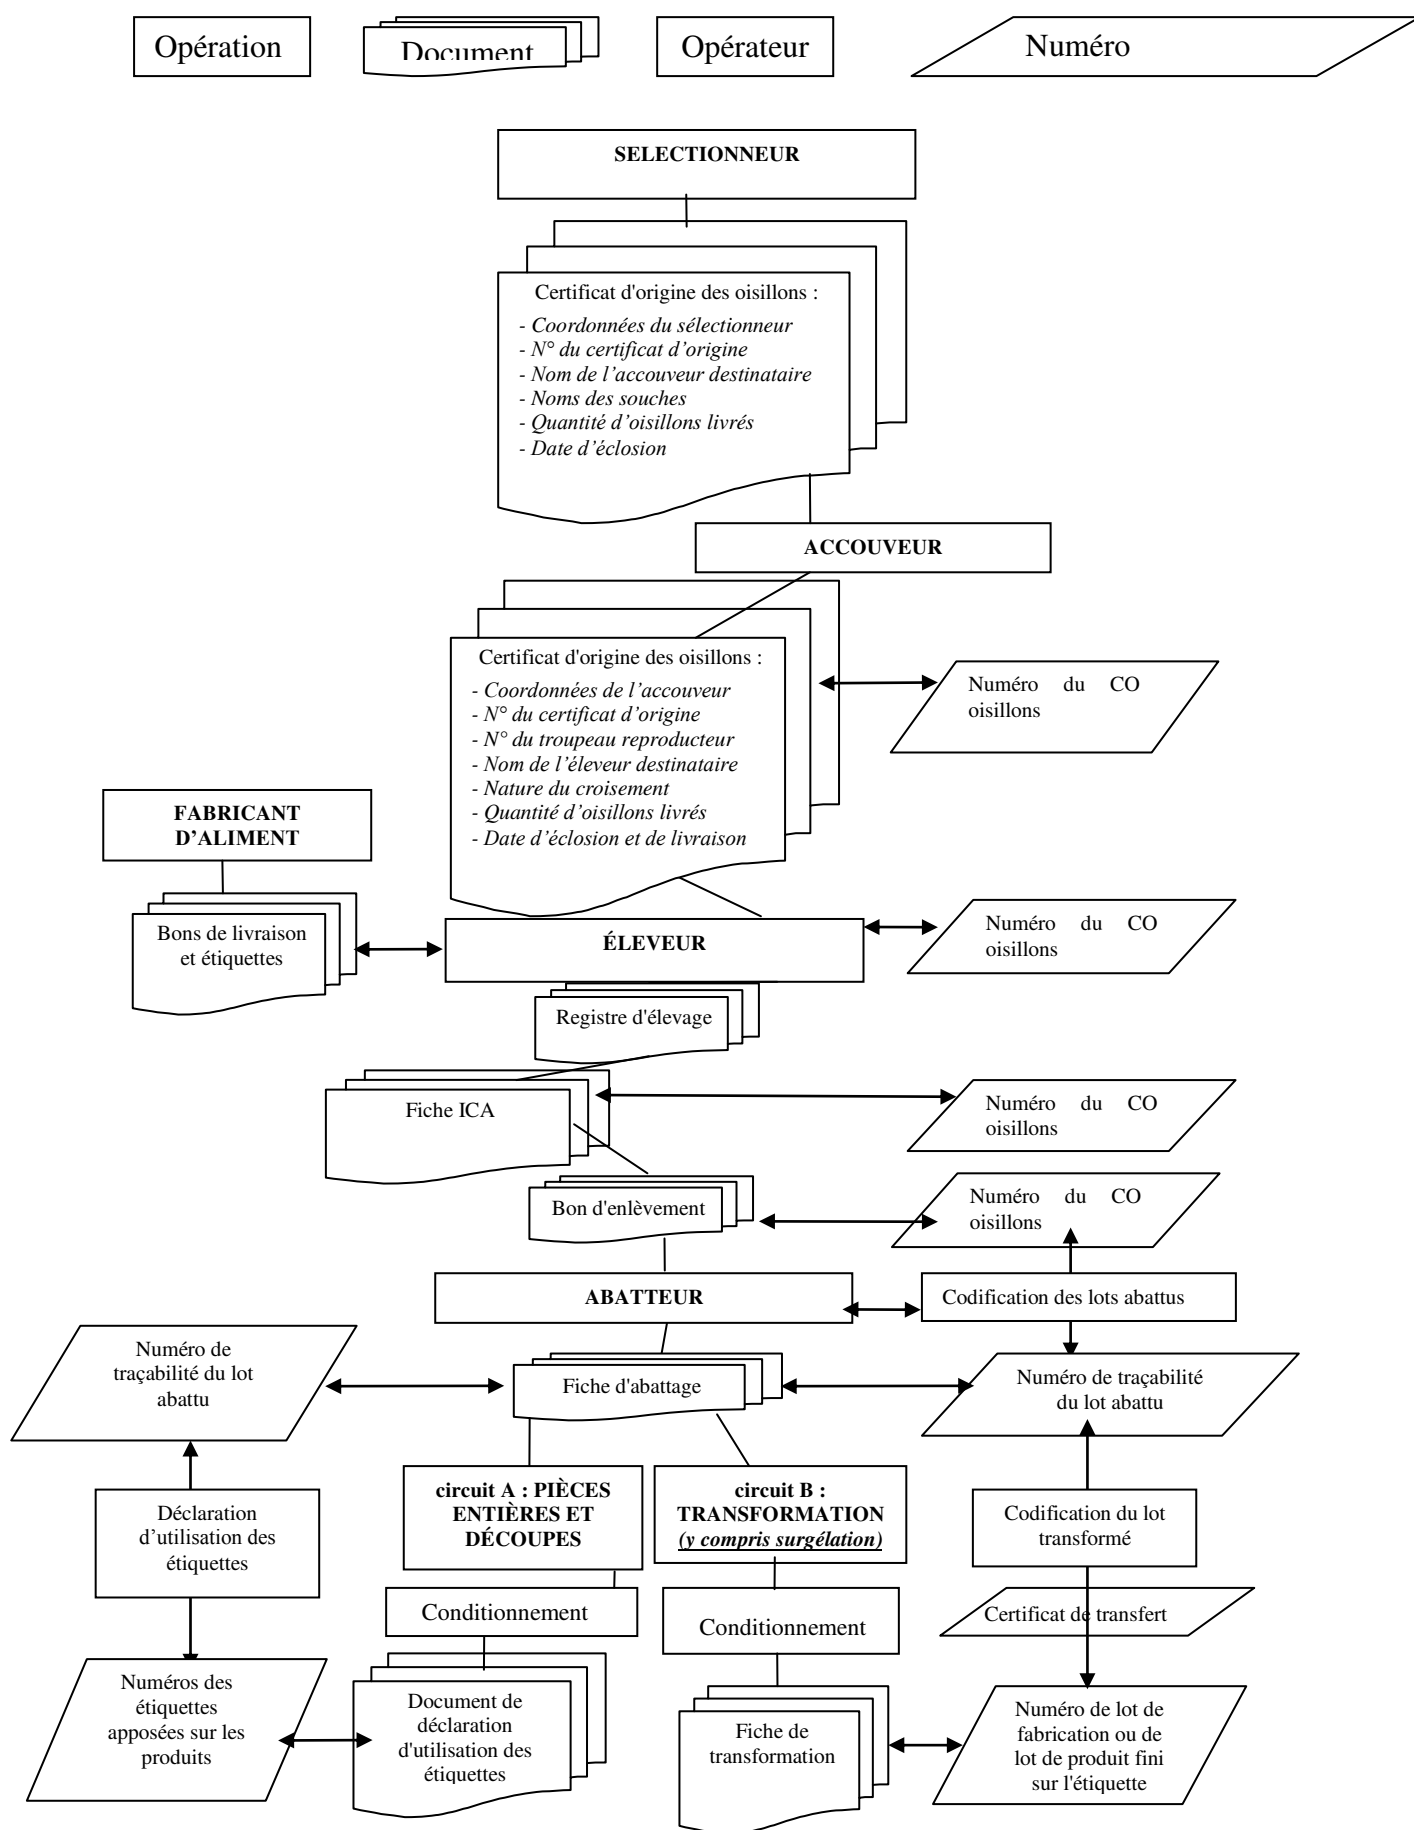 Opération
Document
Opérateur
Numéro
SELECTIONNEUR
Certificat d'origine des oisillons :
- Coordonnées du sélectionneur
- N° du certificat d’origine
- Nom de l’accouveur destinataire
- Noms des souches
- Quantité d’oisillons livrés
- Date d’éclosion
ACCOUVEUR
Certificat d'origine des oisillons :
- Coordonnées de l’accouveur
- N° du certificat d’origine
- N° du troupeau reproducteur
- Nom de l’éleveur destinataire
- Nature du croisement
- Quantité d’oisillons livrés
- Date d’éclosion et de livraison
Numéro du CO
oisillons
FABRICANT
D’ALIMENT
Bons de livraison
et étiquettes
ÉLEVEUR
Numéro du CO
oisillons
Registre d'élevage
Fiche ICA
Numéro du CO
oisillons
Bon d'enlèvement
Numéro du CO
oisillons
ABATTEUR
Codification des lots abattus
Numéro de
traçabilité du lot
abattu
Fiche d'abattage
Numéro de traçabilité
du lot abattu
Déclaration
d’utilisation des
étiquettes
circuit A : PIÈCES
ENTIÈRES ET
DÉCOUPES
circuit B :
TRANSFORMATION
(y compris surgélation)
Codification du lot
transformé
Conditionnement
Conditionnement
Certificat de transfert
Numéros des
étiquettes
apposées sur les
produits
Document de
déclaration
d'utilisation des
étiquettes
Fiche de
transformation
Numéro de lot de
fabrication ou de
lot de produit fini
sur l'étiquette